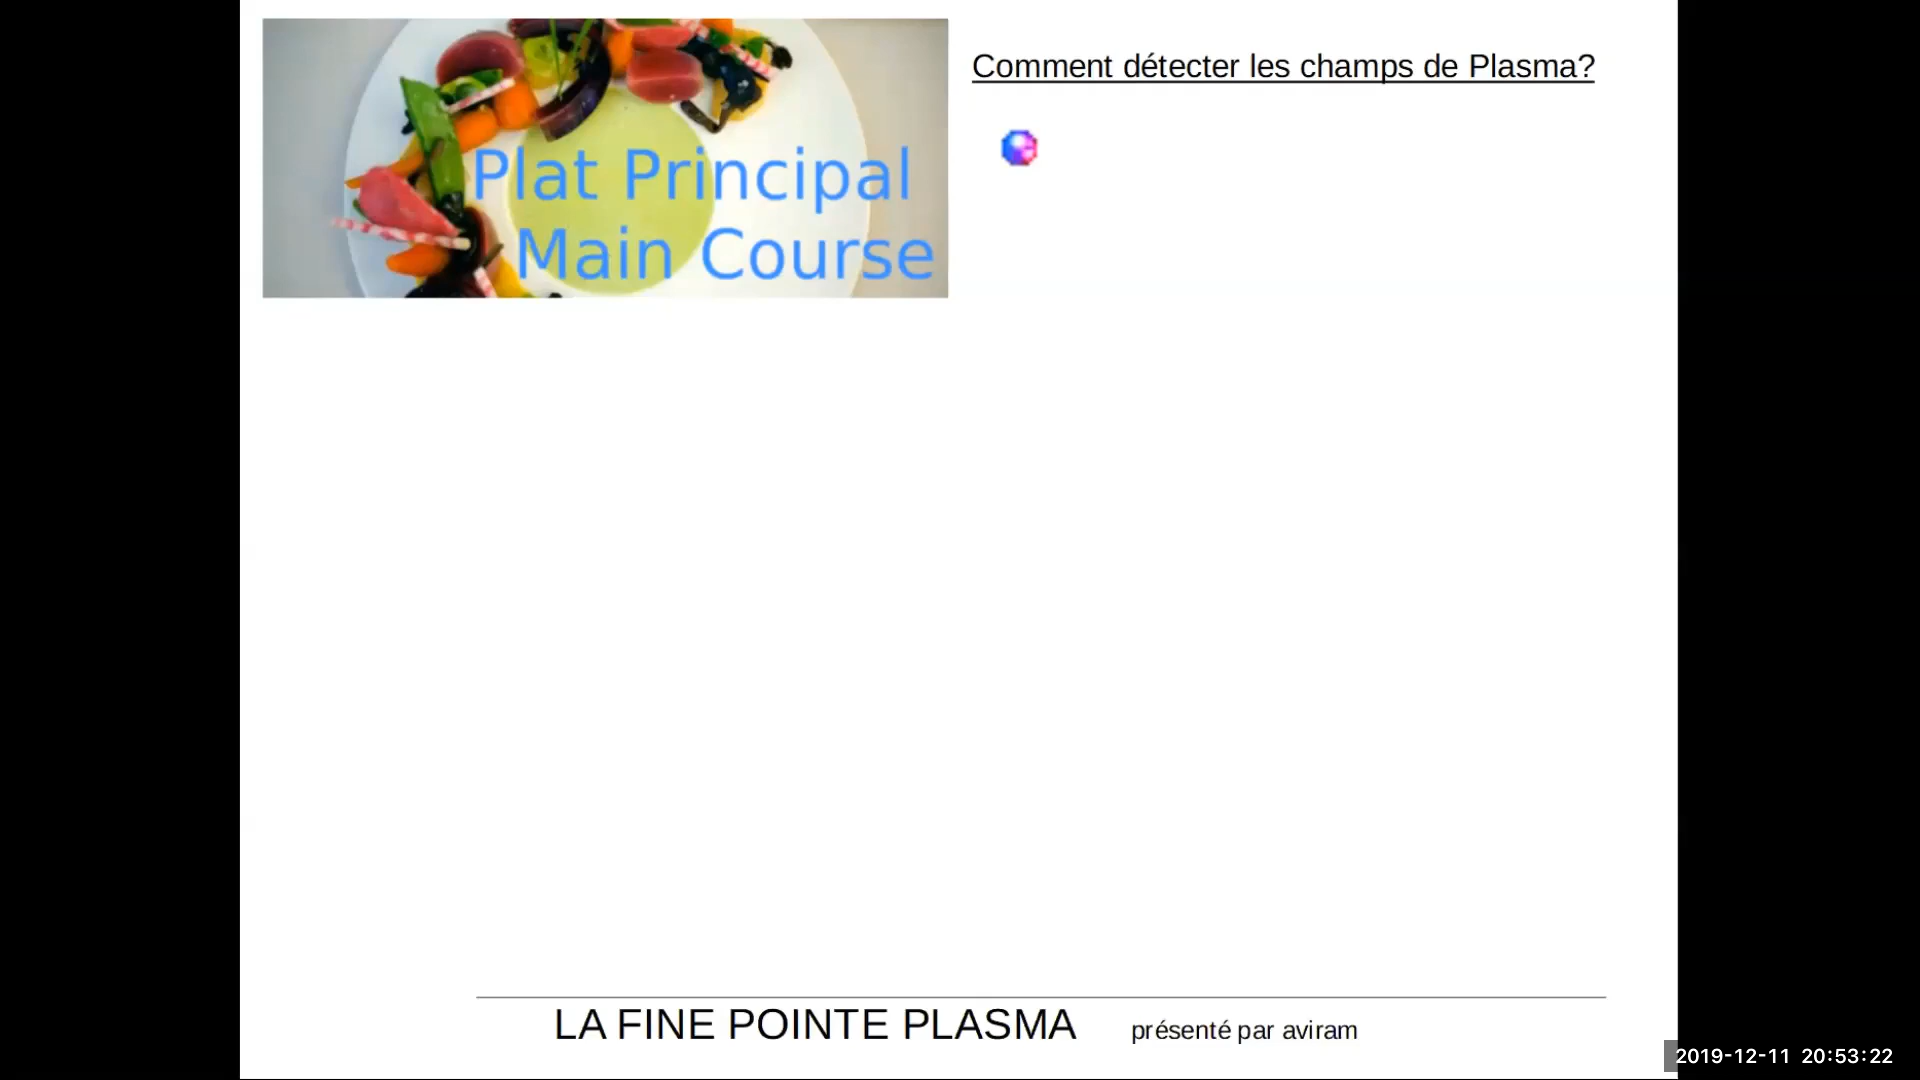 Plat Principal
Main Course
Comment détecter les champs de Plasma?
LA FINE POINTE PLASMA présenté par aviram
2019-12-11 20:53:22